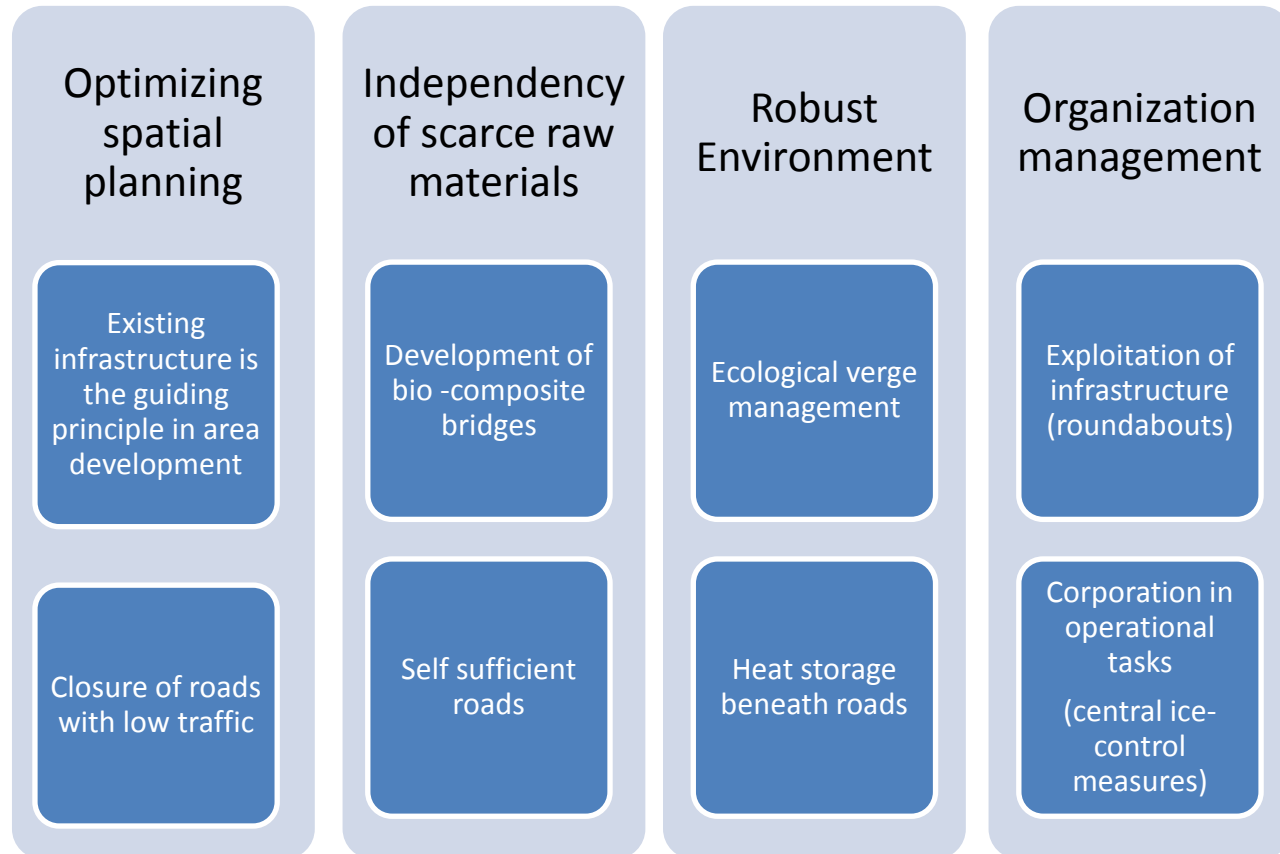 Optimizing
spatial
planning
Existing
infrastructure is
the guiding
principle in area
development
Closure of roads
with low traffic
Independency
of scarce raw
materials
Development of
bio -composite
bridges
Self sufficient
roads
Robust
Environment
Ecological verge
management
Heat storage
beneath roads
Organization
management
Exploitation of
infrastructure
(roundabouts)
Corporation in
operational
tasks
(central ice-
control
measures)